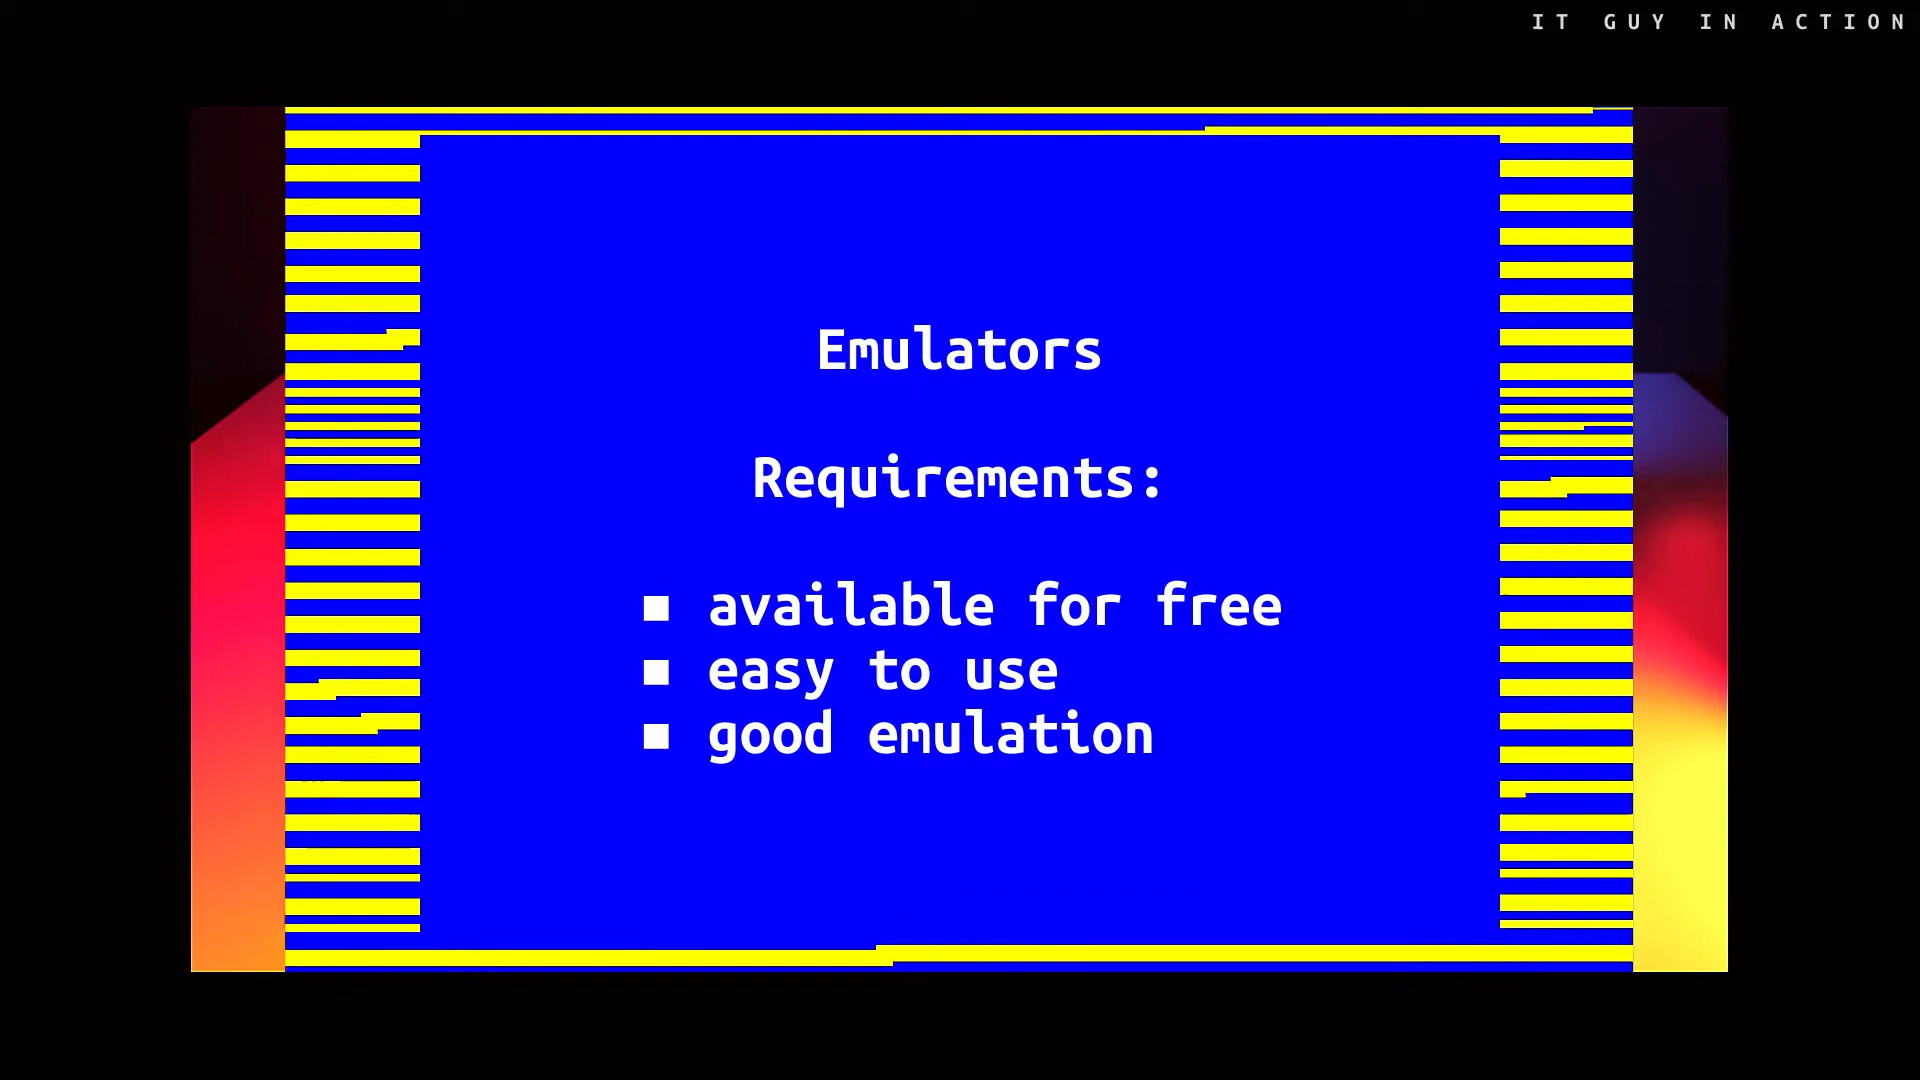 IT GUY IN ACTION
Emulators
Requirements:
■ available for free
■ easy to use
■ good emulation